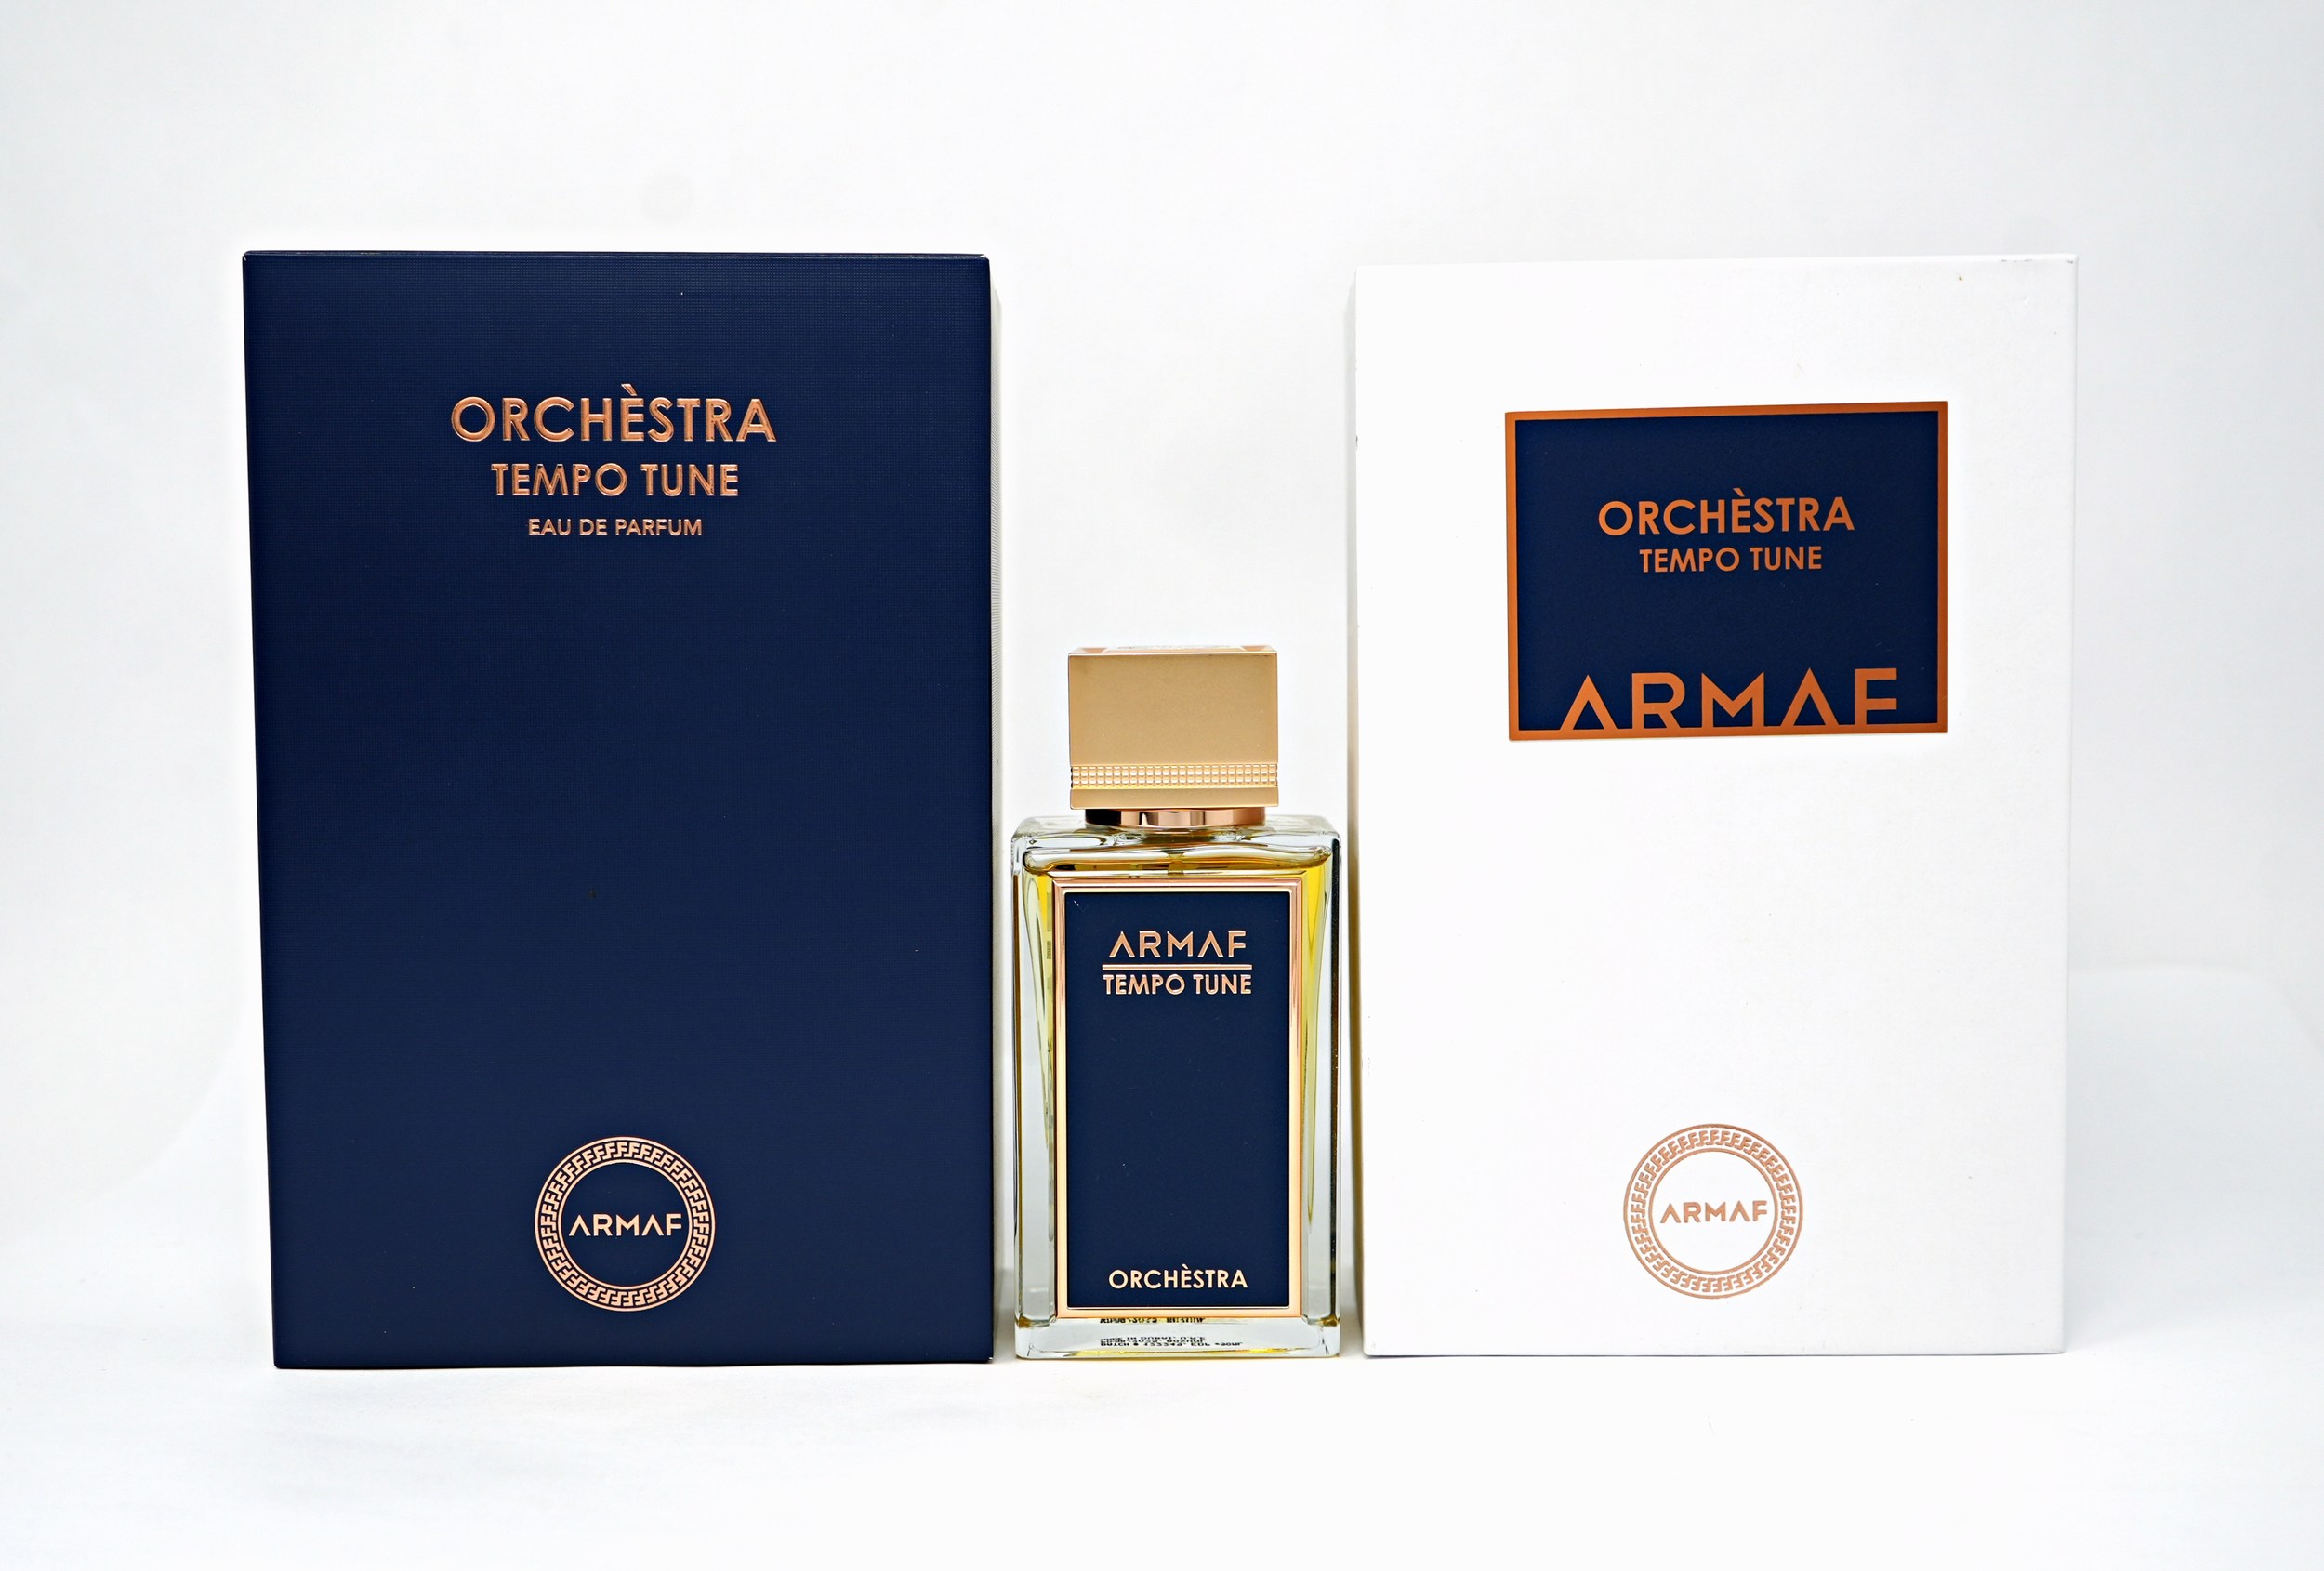 ORCHÈSTRA
TEMPO TUNE
EAU DE PARFUM
ARMAF
ARMAF
TEMPO TUNE
ORCHÈSTRA
ORCHÈSTRA
TEMPO TUNE
ARMAF
ARMAF